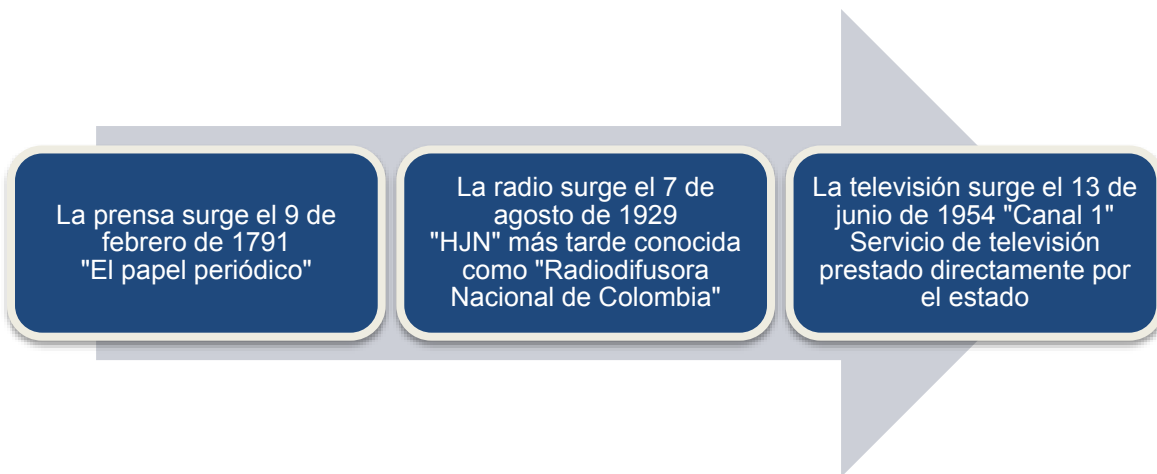 La prensa surge el 9 de
febrero de 1791
"El papel periódico"
La radio surge el 7 de
agosto de 1929
"HJN" más tarde conocida
como "Radiodifusora
Nacional de Colombia"
La televisión surge el 13 de
junio de 1954 "Canal 1"
Servicio de televisión
prestado directamente por
el estado